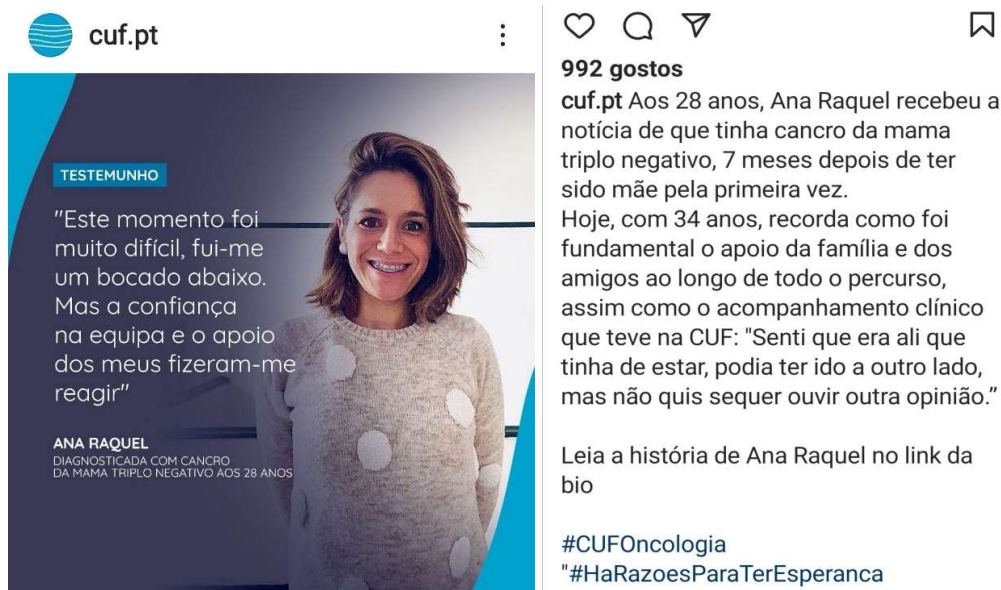 cuf.pt
TESTEMUNHO
"Este momento foi
muito difícil, fui-me
um bocado abaixo.
Mas a confiança
na equipa e o apoio
dos meus fizeram-me
reagir"
ANA RAQUEL
DIAGNOSTICADA COM CANCRO
DA MAMA TRIPLO NEGATIVO AOS 28 ANOS
992 gostos
cuf.pt Aos 28 anos, Ana Raquel recebeu a
notícia de que tinha cancro da mama
triplo negativo, 7 meses depois de ter
sido mãe pela primeira vez.
Hoje, com 34 anos, recorda como foi
fundamental o apoio da família e dos
amigos ao longo de todo o percurso,
assim como o acompanhamento clínico
que teve na CUF: "Senti que era ali que
tinha de estar, podia ter ido a outro lado,
mas não quis sequer ouvir outra opinião.”
Leia a história de Ana Raquel no link da
bio
#CUFOncologia
"#HaRazoesParaTerEsperanca